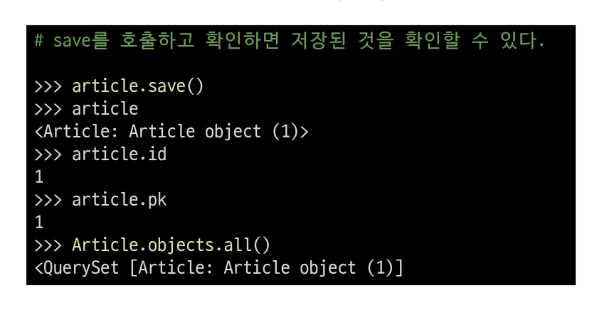 # save를 호출하고 확인하면 저장된 것을 확인할 수 있다.
>>> article.save()
>>> article
<Article: Article object (1)>
>>> article.id
1
>>> article.pk
1
>>> Article.objects.all()
<QuerySet [Article: Article object (1)]